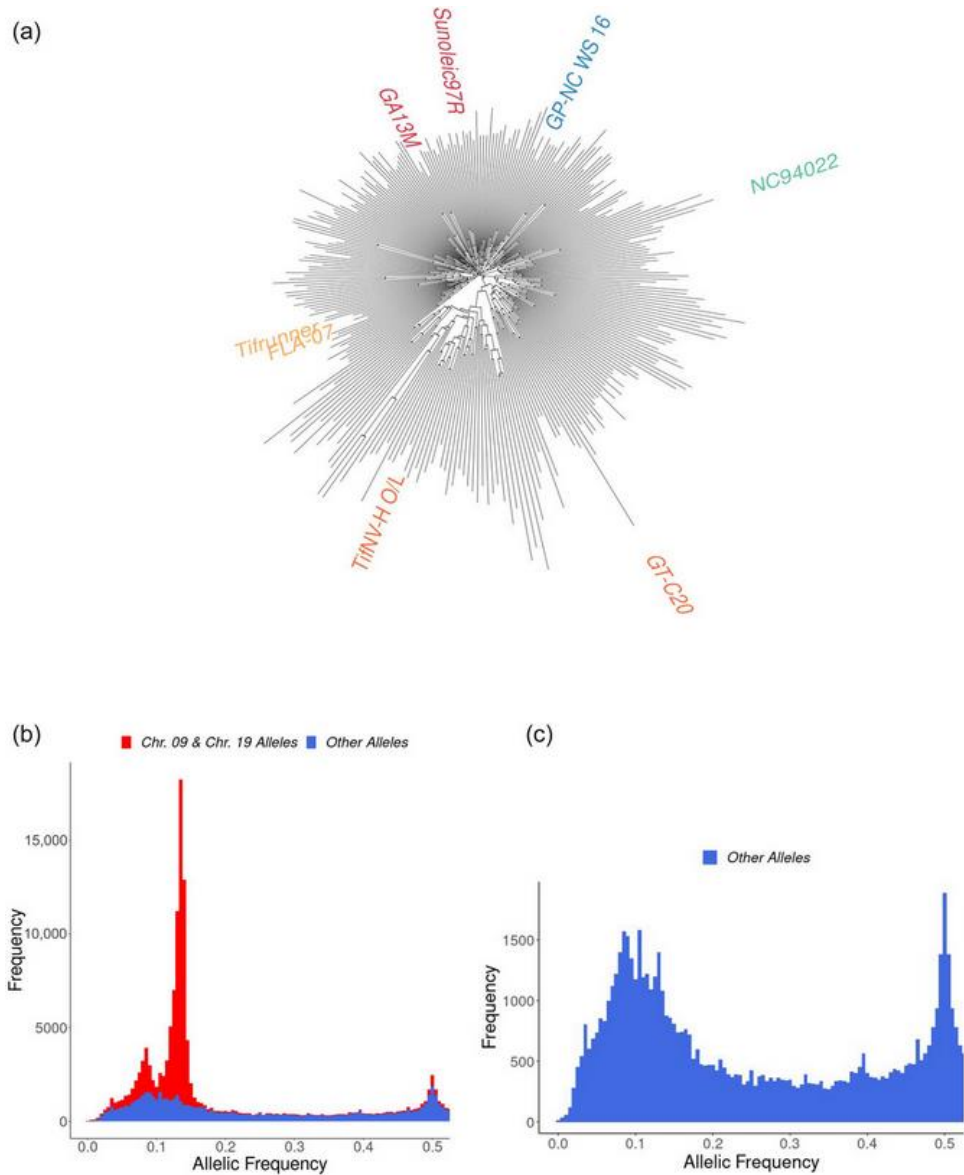 (a)
Sunoleic97R
GA13M
GP-NC WS 16
NC94022
Tifrunner
FLA-07
TifNV-H O/L
GT-C20
(b)
Chr. 09 & Chr. 19 Alleles
Other Alleles
Frequency
15,000
10,000
5000
0
0.0 0.1 0.2 0.3 0.4 0.5
Allelic Frequency
(c)
Other Alleles
Frequency
1500
1000
500
0
0.0 0.1 0.2 0.3 0.4 0.5
Allelic Frequency